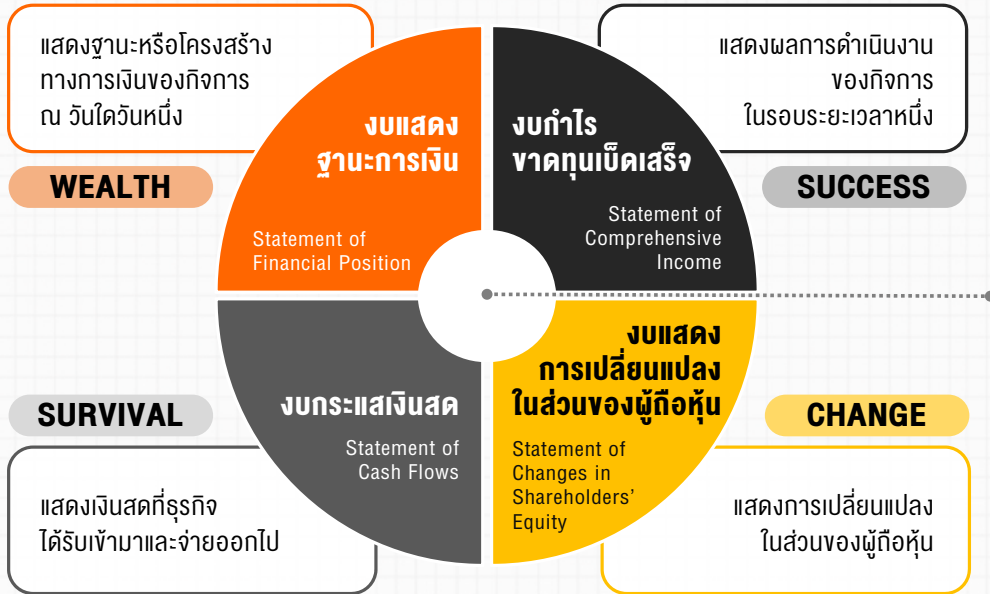 แสดงฐานะหรือโครงสร้าง
ทางการเงินของกิจการ
ณ วันใดวันหนึ่ง
WEALTH
งบแสดง
ฐานะการเงิน
Statement of
Financial Position
แสดงผลการดำเนินงาน
ของกิจการ
ในรอบระยะเวลาหนึ่ง
SUCCESS
งบกำไร
ขาดทุนเบ็ดเสร็จ
Statement of
Comprehensive
Income
SURVIVAL
งบกระแสเงินสด
Statement of
Cash Flows
แสดงเงินสดที่ธุรกิจ
ได้รับเข้ามาและจ่ายออกไป
งบแสดง
การเปลี่ยนแปลง
ในส่วนของผู้ถือหุ้น
Statement of
Changes in
Shareholders’
Equity
CHANGE
แสดงการเปลี่ยนแปลง
ในส่วนของผู้ถือหุ้น